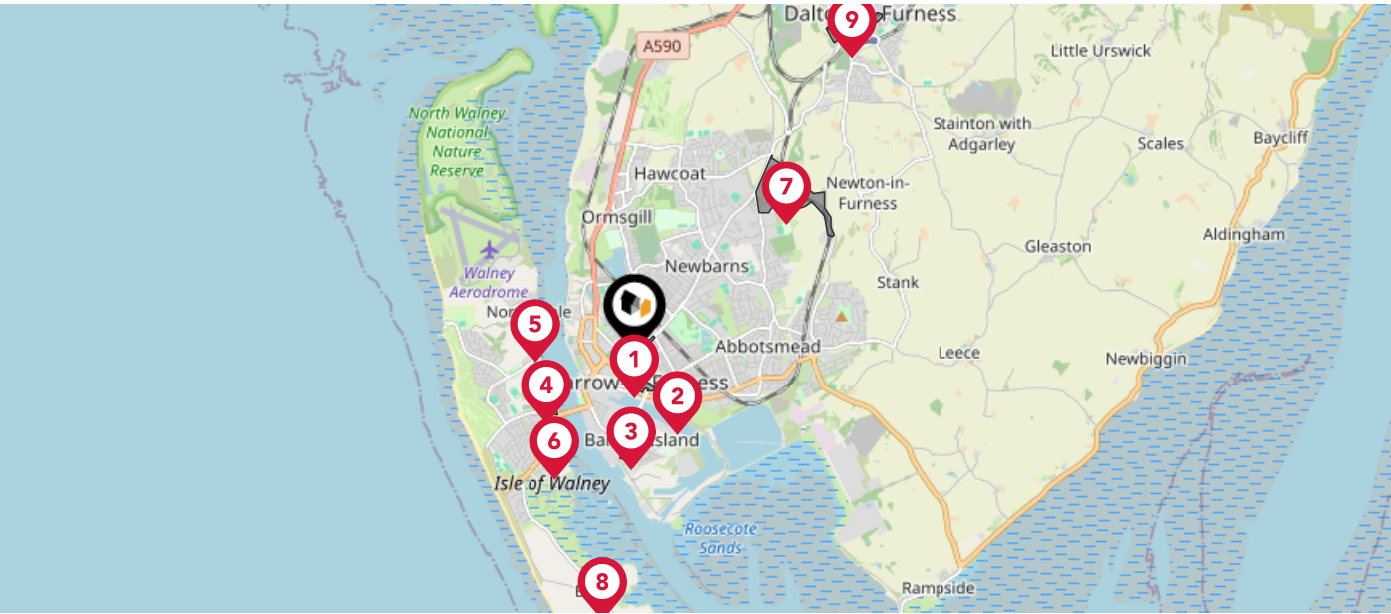 Furness
9
A590
Little Urswick
North Walney
National
Nature
Reserve
Stainton with
Adgarley
Scales
Baycliff
Hawcoat
7
Newton-in-
Furness
Ormsgill
Aldingham
Gleaston
Newbarns
Walney
Aerodrome
Stank
5
1
Abbotsmead
Leece
Newbiggin
4
2
3
6
Isle of Walney
Roosecote
Sands
8
Rampside